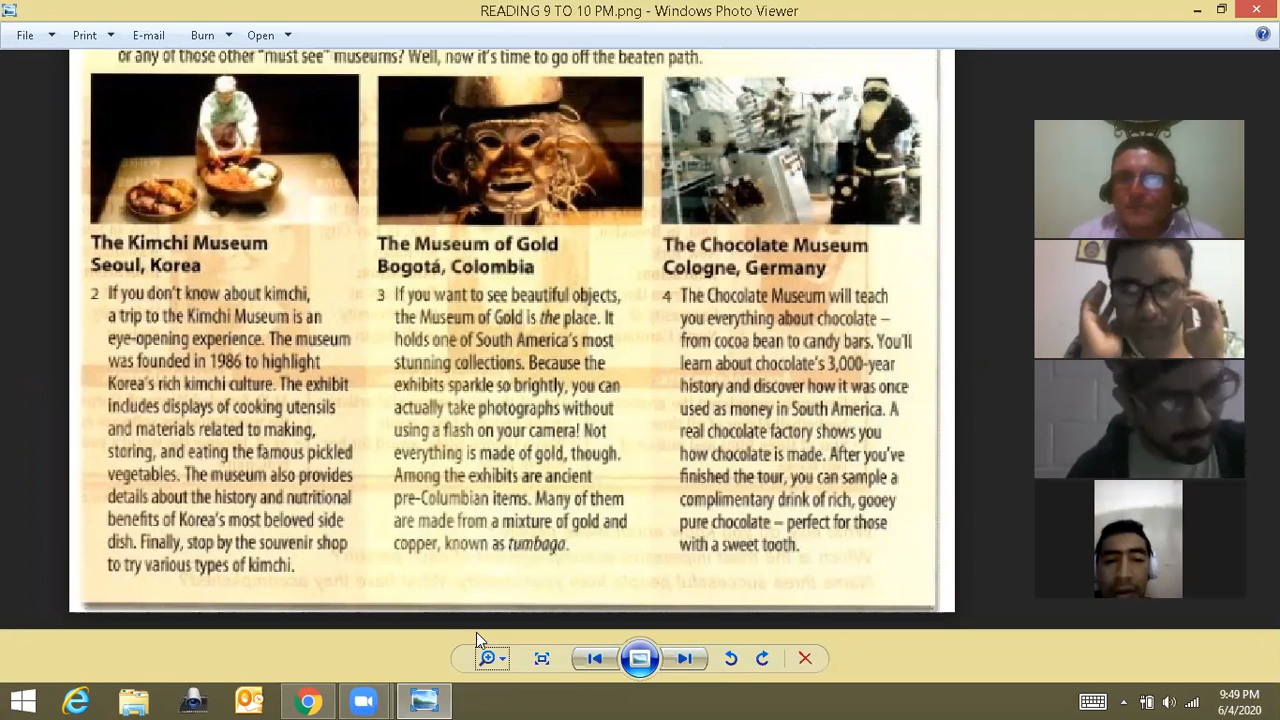 READING 9 TO 10 PM.png - Windows Photo Viewer
File Print E-mail Burn Open
or any of those other "must see" museums? Well, now it's time to go off the beaten path.
The Kimchi Museum
Seoul, Korea
2 If you don't know about kimchi,
a trip to the Kimchi Museum is an
eye-opening experience. The museum
was founded in 1986 to highlight
Korea's rich kimchi culture. The exhibit
includes displays of cooking utensils
and materials related to making,
storing, and eating the famous pickled
vegetables. The museum also provides
details about the history and nutritional
benefits of Korea's most beloved side
dish. Finally, stop by the souvenir shop
to try various types of kimchi.
The Museum of Gold
Bogotá, Colombia
3 If you want to see beautiful objects,
the Museum of Gold is the place. It
holds one of South America's most
stunning collections. Because the
exhibits sparkle so brightly, you can
actually take photographs without
using a flash on your camera! Not
everything is made of gold, though.
Among the exhibits are ancient
pre-Columbian items. Many of them
are made from a mixture of gold and
copper, known as tumbaga.
The Chocolate Museum
Cologne, Germany
4 The Chocolate Museum will teach
you everything about chocolate –
from cocoa bean to candy bars. You'll
learn about chocolate's 3,000-year
history and discover how it was once
used as money in South America. A
real chocolate factory shows you
how chocolate is made. After you've
finished the tour, you can sample a
complimentary drink of rich, gooey
pure chocolate – perfect for those
with a sweet tooth.
9:49 PM
6/4/2020